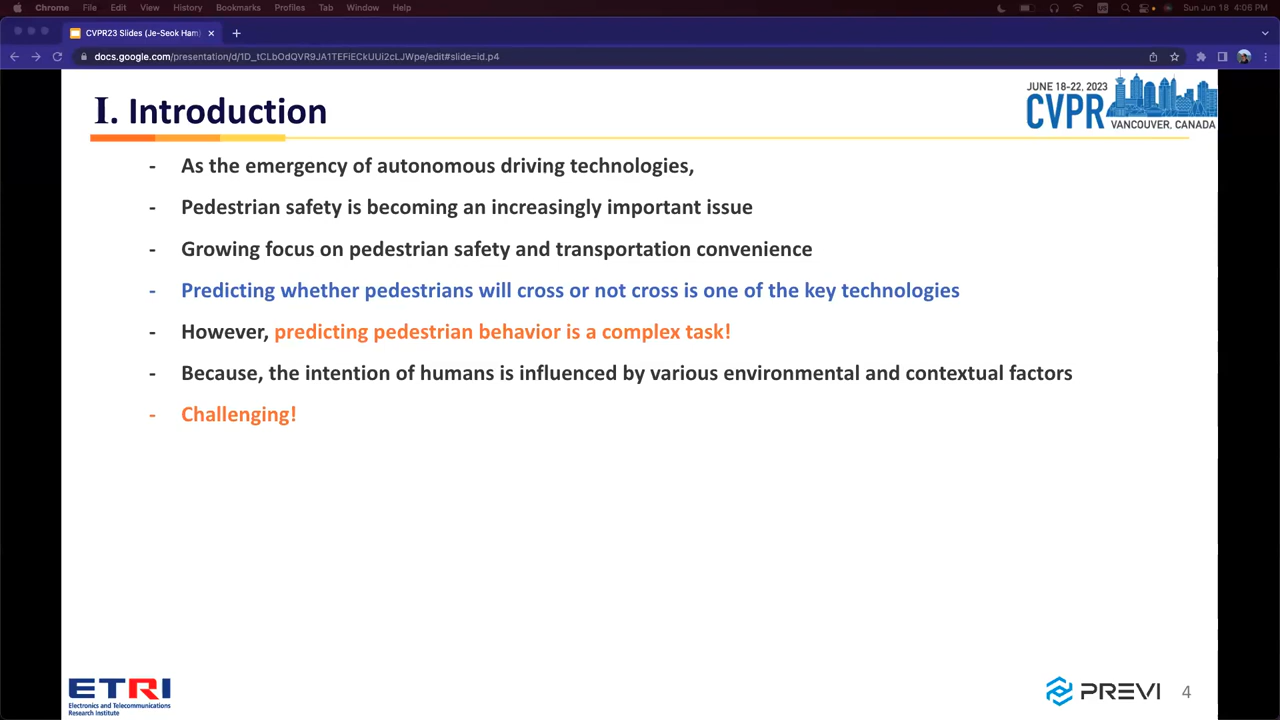 Chrome File Edit View History Bookmarks Profiles Tab Window Help Sun Jun 18 4:06 PM
CVPR23 Slides (Je-Seok Ham)
docs.google.com/presentation/d/1D_tCLbOdQVR9JA1TEFiECkUUi2cLJWpe/edit#slide=id.p4
I. Introduction
JUNE 18-22, 2023
CVPR
VANCOUVER, CANADA
- As the emergency of autonomous driving technologies,
- Pedestrian safety is becoming an increasingly important issue
- Growing focus on pedestrian safety and transportation convenience
- Predicting whether pedestrians will cross or not cross is one of the key technologies
- However, predicting pedestrian behavior is a complex task!
- Because, the intention of humans is influenced by various environmental and contextual factors
- Challenging!
ETRI
Electronics and Telecommunications
Research Institute
PREVI
4